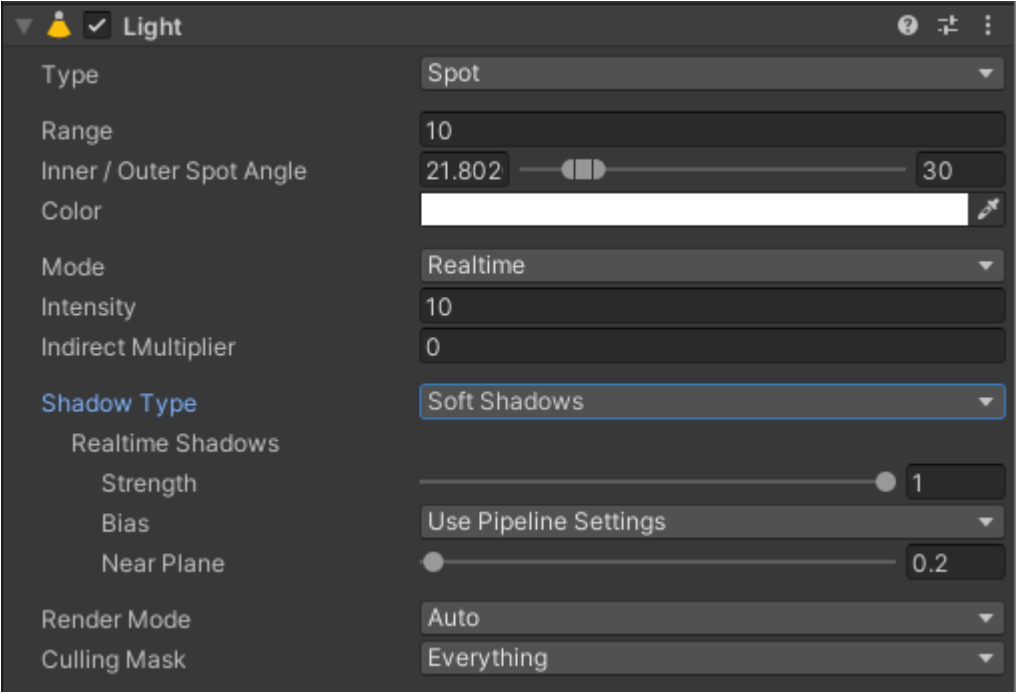 Light
Type Spot
Range 10
Inner / Outer Spot Angle 21.802 30
Color
Mode Realtime
Intensity 10
Indirect Multiplier 0
Shadow Type Soft Shadows
Realtime Shadows
Strength 1
Bias Use Pipeline Settings
Near Plane 0.2
Render Mode Auto
Culling Mask Everything